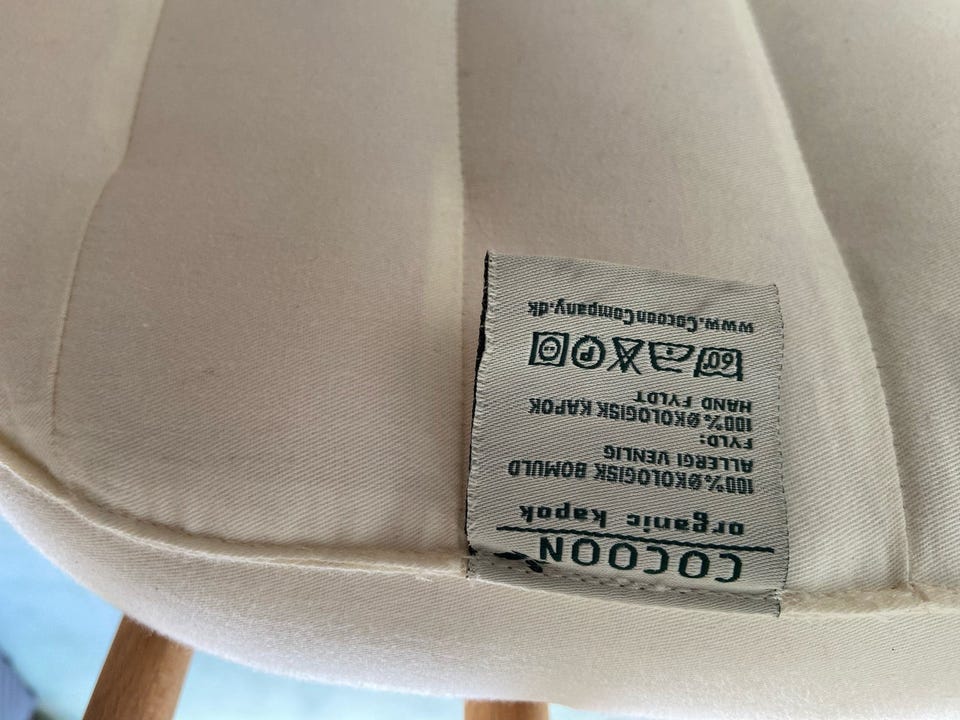 COCOON
organic kapok
100% ØKOLOGISK BOMULD
ALLERGI VENLIG
FYLD:
100% ØKOLOGISK KAPOK
HAND FYLDT
60° P
www.CocoonCompany.dk